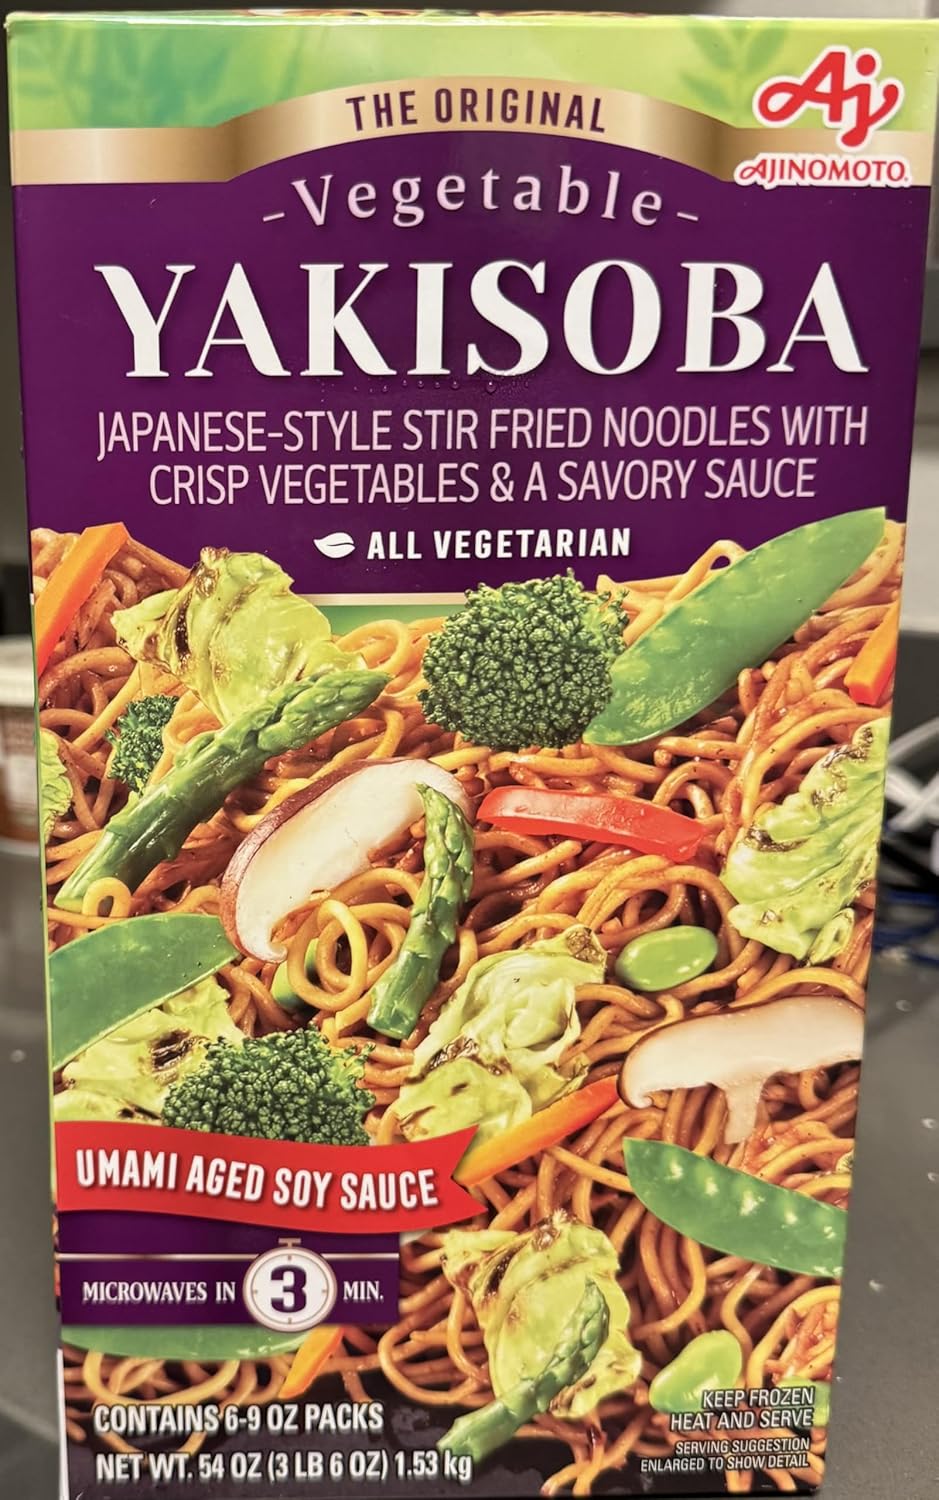 THE ORIGINAL
Aj
AJINOMOTO®
-Vegetable-
YAKISOBA
JAPANESE-STYLE STIR FRIED NOODLES WITH
CRISP VEGETABLES & A SAVORY SAUCE
ALL VEGETARIAN
UMAMI AGED SOY SAUCE
MICROWAVES IN 3 MIN.
CONTAINS 6-9 OZ PACKS
NET WT. 54 OZ (3 LB 6 OZ) 1.53 kg
KEEP FROZEN
HEAT AND SERVE
SERVING SUGGESTION
ENLARGED TO SHOW DETAIL